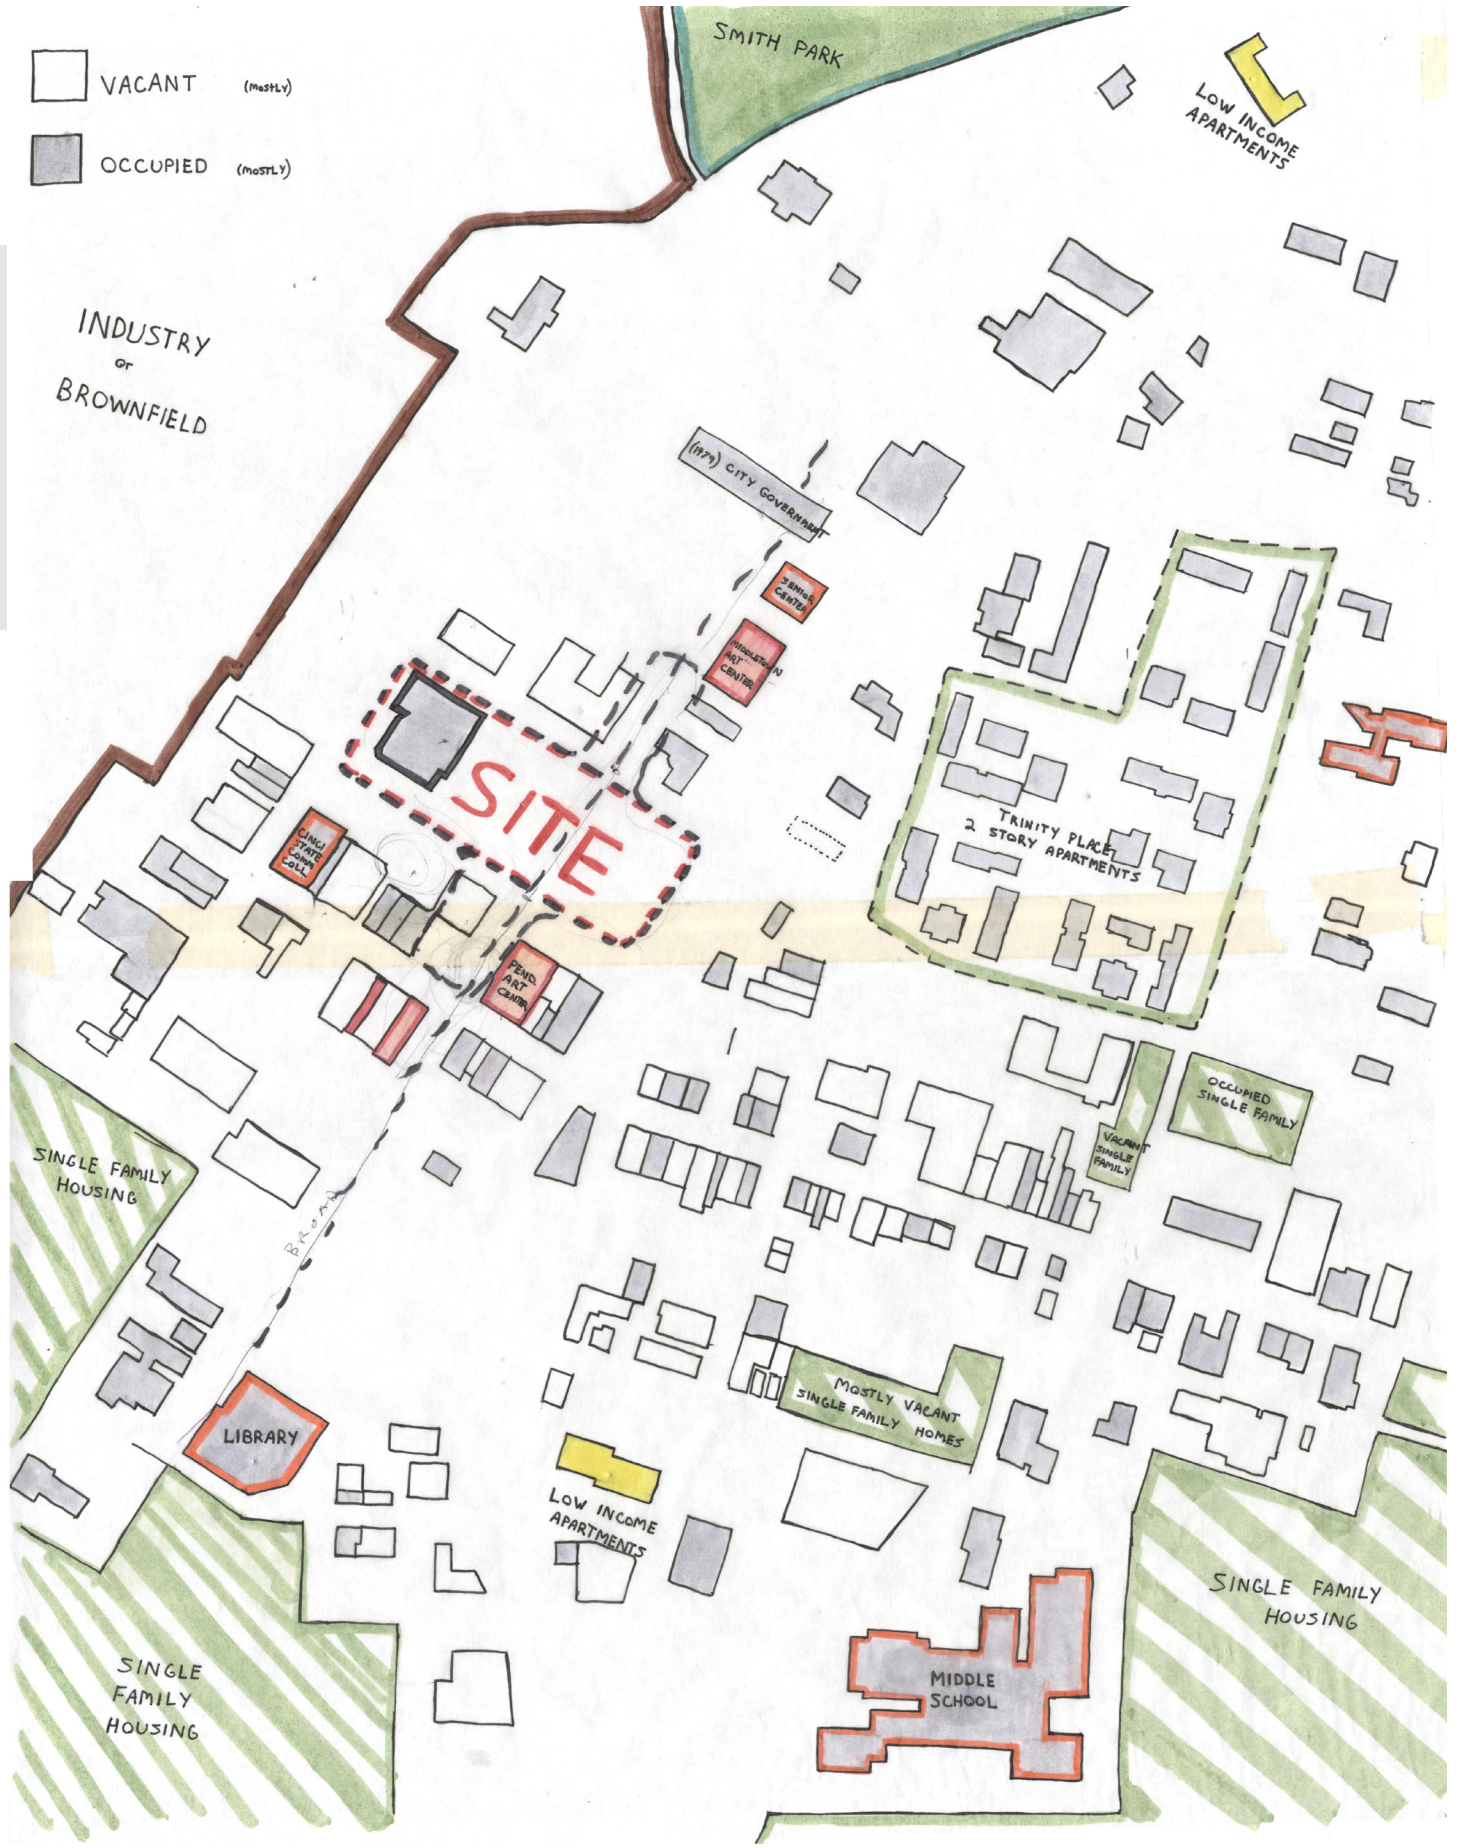 SMITH PARK
VACANT (MOSTLY)
OCCUPIED (MOSTLY)
LOW INCOME
APARTMENTS
INDUSTRY
or
BROWNFIELD
(1979) CITY GOVERNMENT
SENIOR
CENTER
MIDDLETOWN
ART
CENTER
SITE
CINCI
STATE
COMM
COLL.
TRINITY PLACE
2 STORY APARTMENTS
PEND.
ART
CENTER
OCCUPIED
SINGLE FAMILY
VACANT
SINGLE
FAMILY
SINGLE FAMILY
HOUSING
BROAD
MOSTLY VACANT
SINGLE FAMILY HOMES
LIBRARY
LOW INCOME
APARTMENTS
SINGLE FAMILY
HOUSING
SINGLE
FAMILY
HOUSING
MIDDLE
SCHOOL